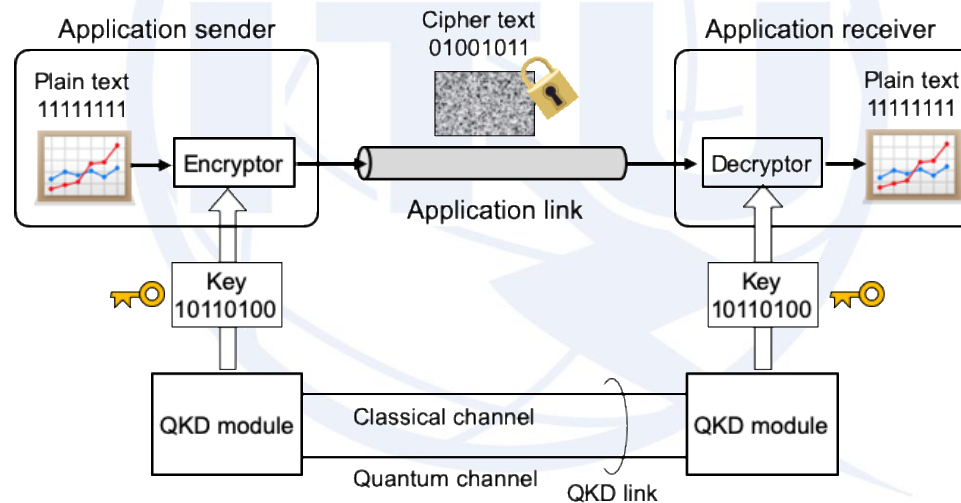 Application sender
Cipher text
01001011
Application receiver
Plain text
11111111
Plain text
11111111
Encryptor
Decryptor
Application link
Key
10110100
Key
10110100
QKD module
Classical channel
QKD module
Quantum channel
QKD link
ITU